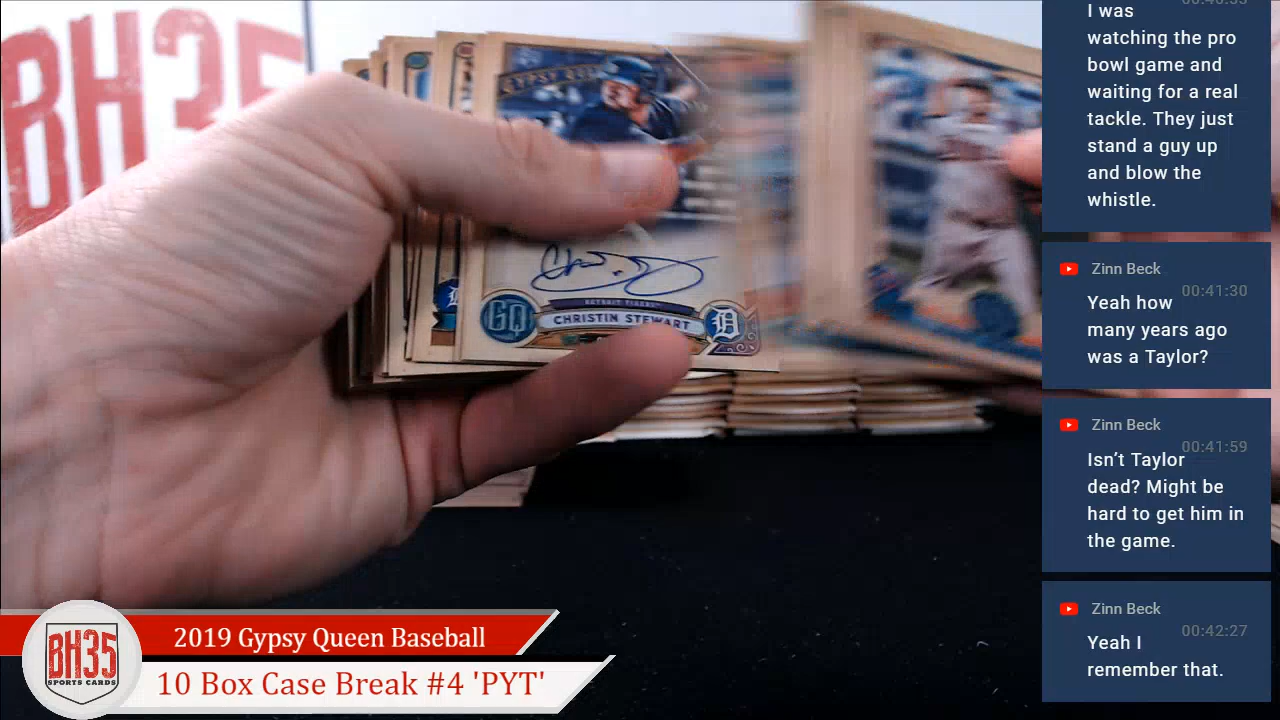 BH35
GYPSY QUEEN
DETROIT TIGERS
GQ
CHRISTIN STEWART
D
I was
watching the pro
bowl game and
waiting for a real
tackle. They just
stand a guy up
and blow the
whistle.
Zinn Beck
00:41:30
Yeah how
many years ago
was a Taylor?
Zinn Beck
00:41:59
Isn’t Taylor
dead? Might be
hard to get him in
the game.
Zinn Beck
00:42:27
Yeah I
remember that.
BH35
SPORTS CARDS
2019 Gypsy Queen Baseball
10 Box Case Break #4 'PYT'